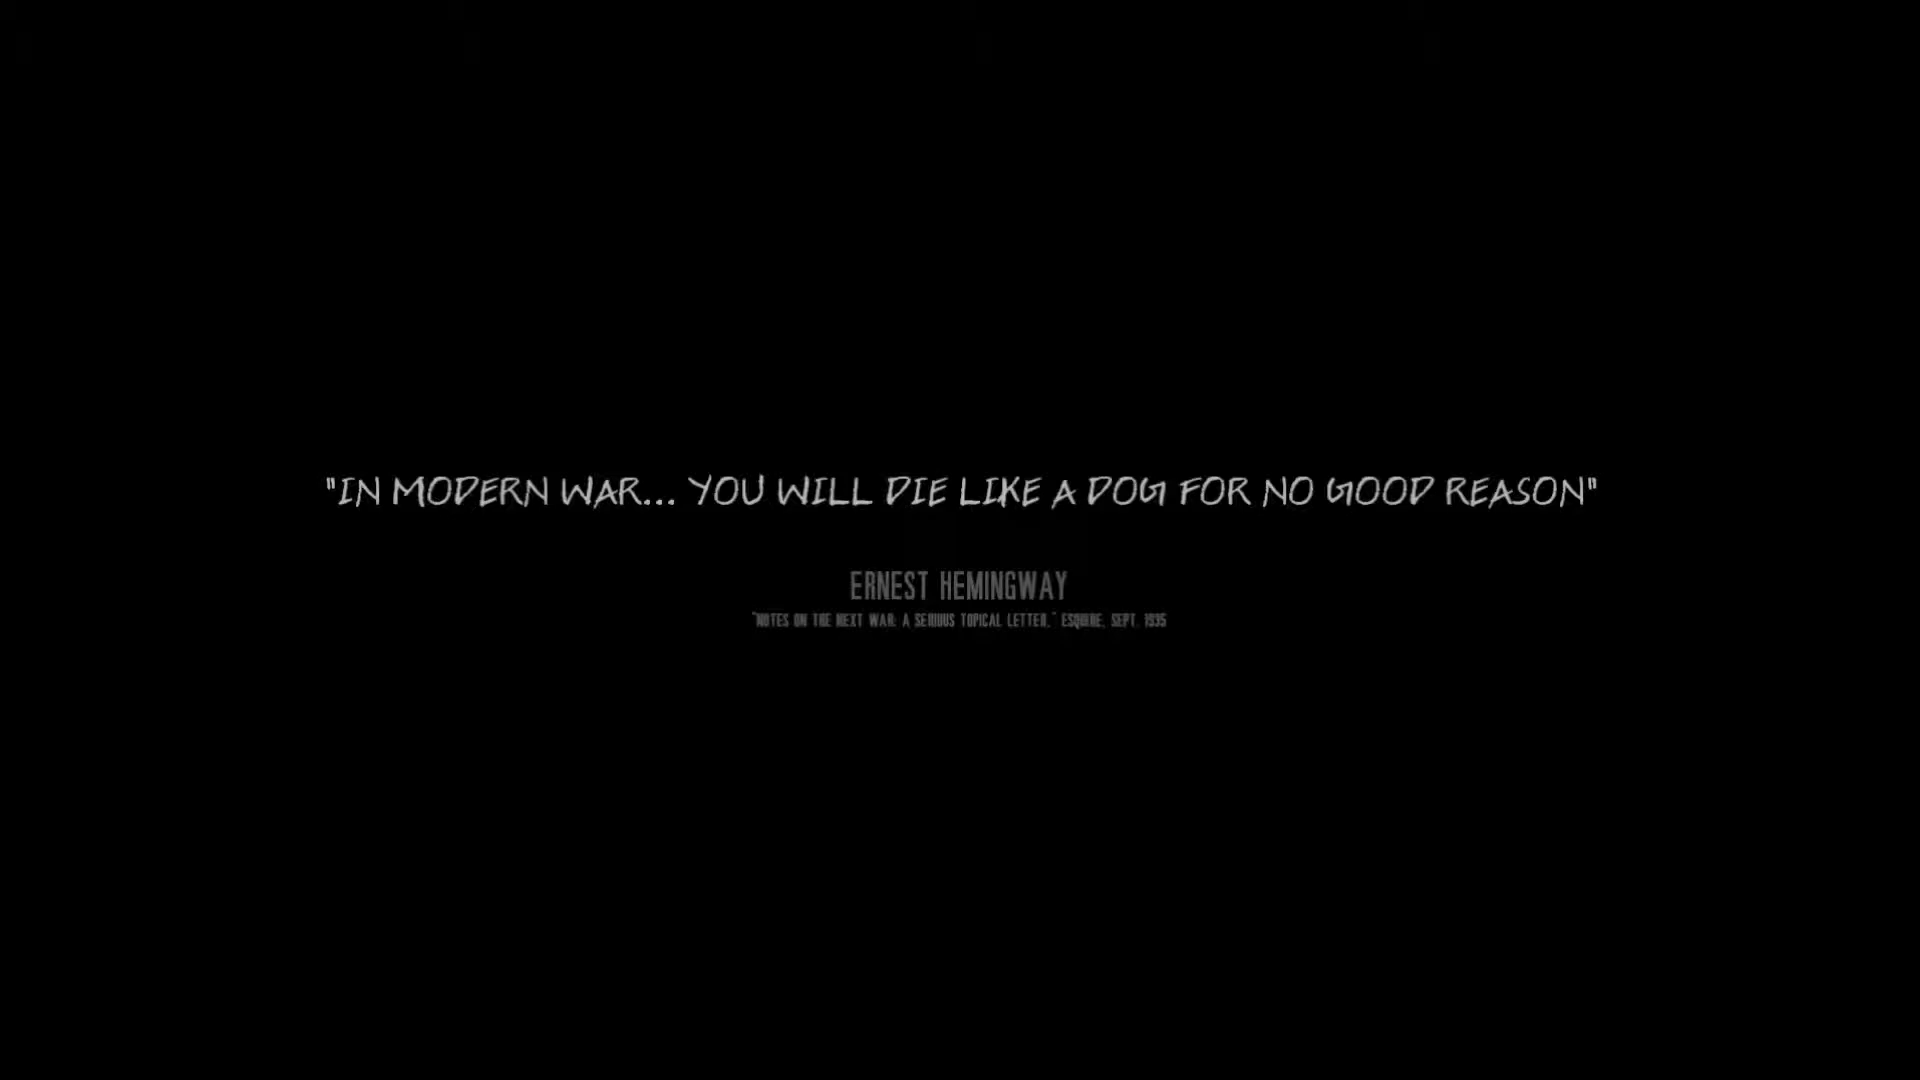 "IN MODERN WAR... YOU WILL DIE LIKE A DOG FOR NO GOOD REASON"
ERNEST HEMINGWAY
"NOTES ON THE NEXT WAR: A SERIOUS TOPICAL LETTER," ESQUIRE, SEPT. 1935